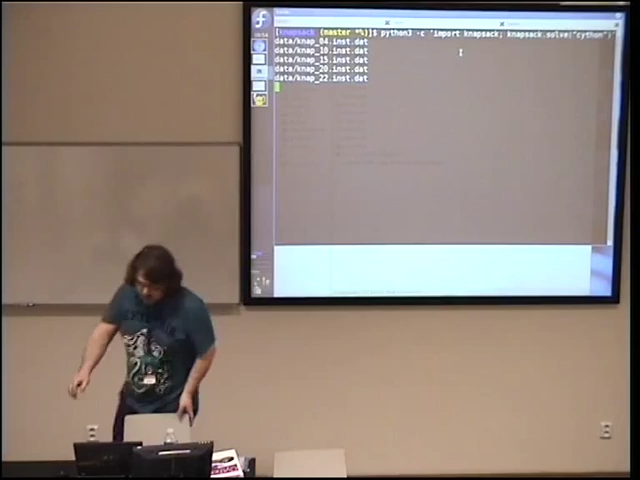 [knapsack (master *%)]$ python3 -c 'import knapsack; knapsack.solve("cython")'
data/knap_04.inst.dat
data/knap_10.inst.dat
data/knap_15.inst.dat
data/knap_20.inst.dat
data/knap_22.inst.dat